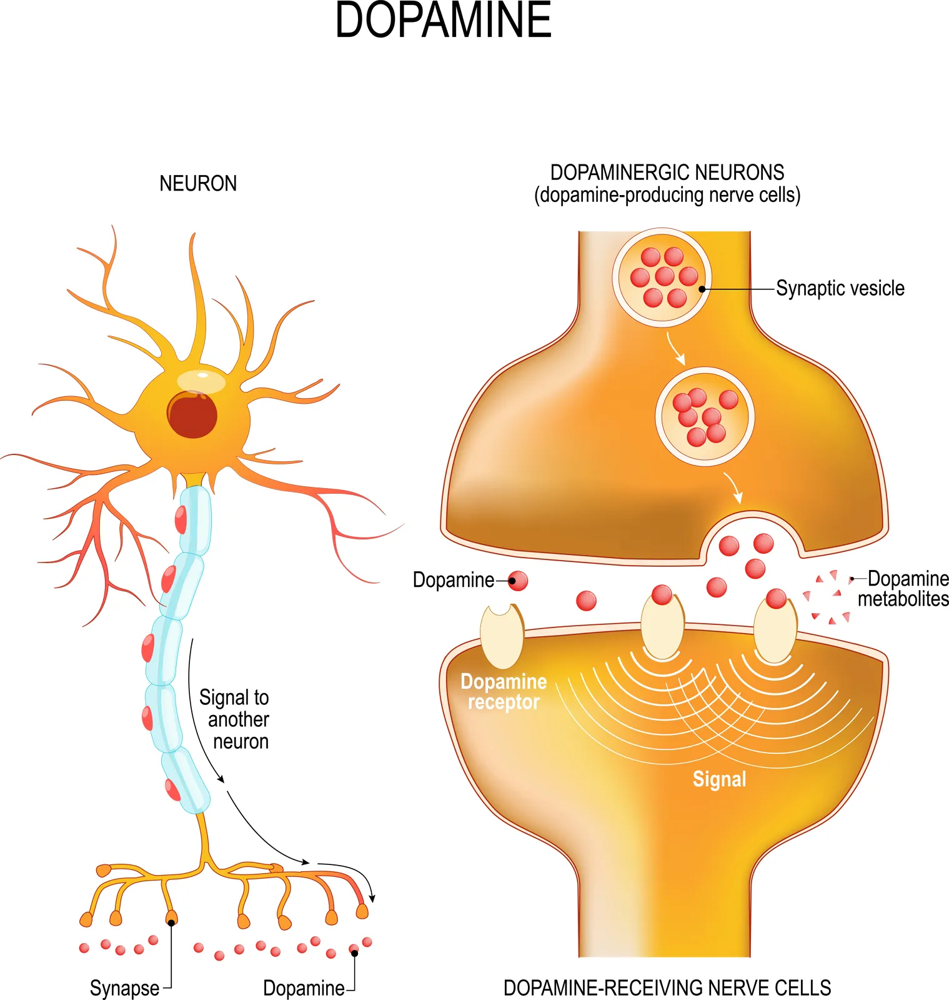 DOPAMINE
NEURON
Signal to
another
neuron
Synapse
Dopamine
DOPAMINERGIC NEURONS
(dopamine-producing nerve cells)
Synaptic vesicle
Dopamine
Dopamine
metabolites
Dopamine
receptor
Signal
DOPAMINE-RECEIVING NERVE CELLS